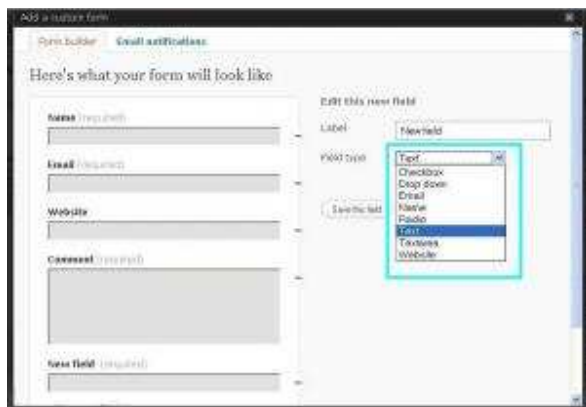 Add a custom form
Form builder
Email notifications
Here's what your form will look like
Name (required)
Email (required)
Website
Comment (required)
New field (required)
Edit this new field
Label
New field
Field type
Text
Checkbox
Drop down
Email
Name
Radio
Text
Textarea
Website
Save this field